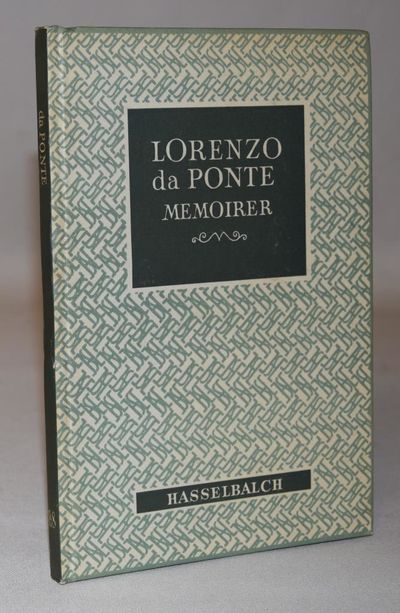 LORENZO
da PONTE
MEMOIRER
HASSELBALCH
da PONTE